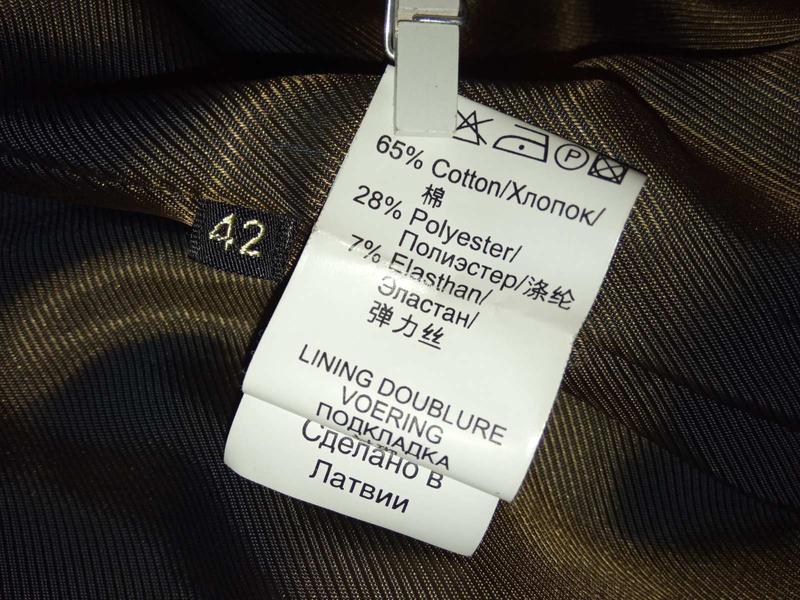 P
65% Cotton/Хлопок/
棉
28% Polyester/
Полиэстер/涤纶
7% Elasthan/
Эластан/
弹力丝
LINING DOUBLURE
VOERING
ПОДКЛАДКА
Сделано в
Латвии
42